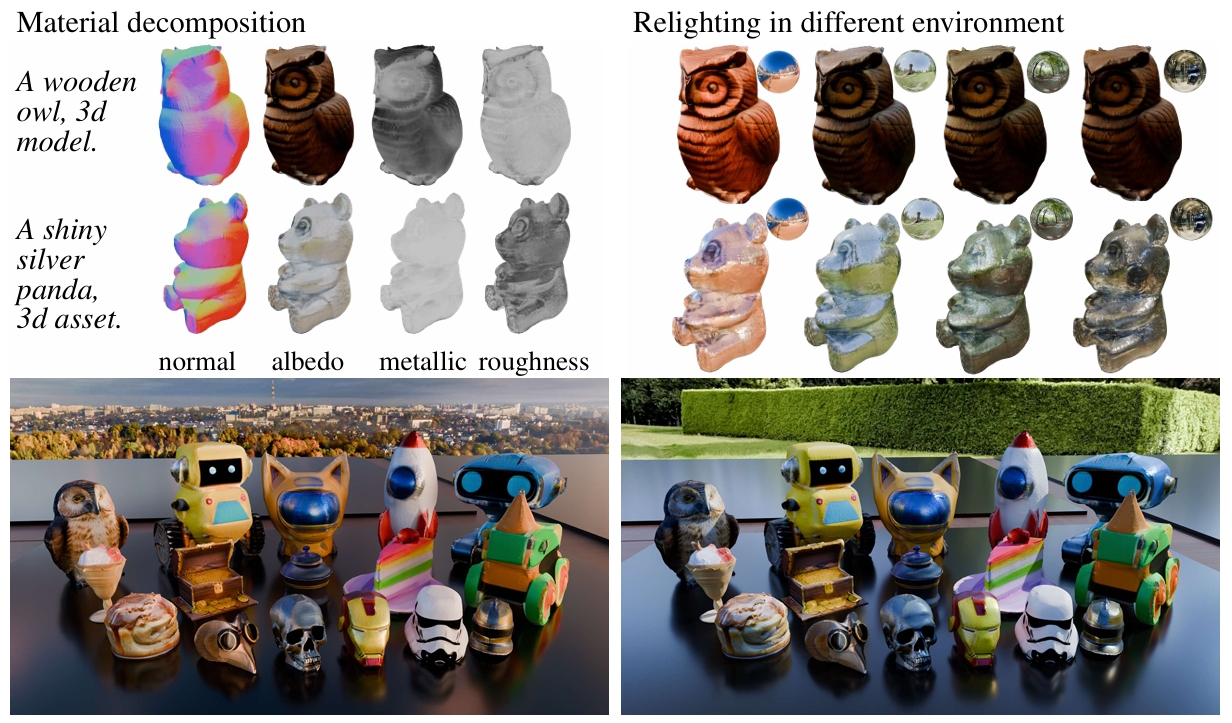 Material decomposition
Relighting in different environment
A wooden
owl, 3d
model.
A shiny
silver
panda,
3d asset.
normal albedo metallic roughness